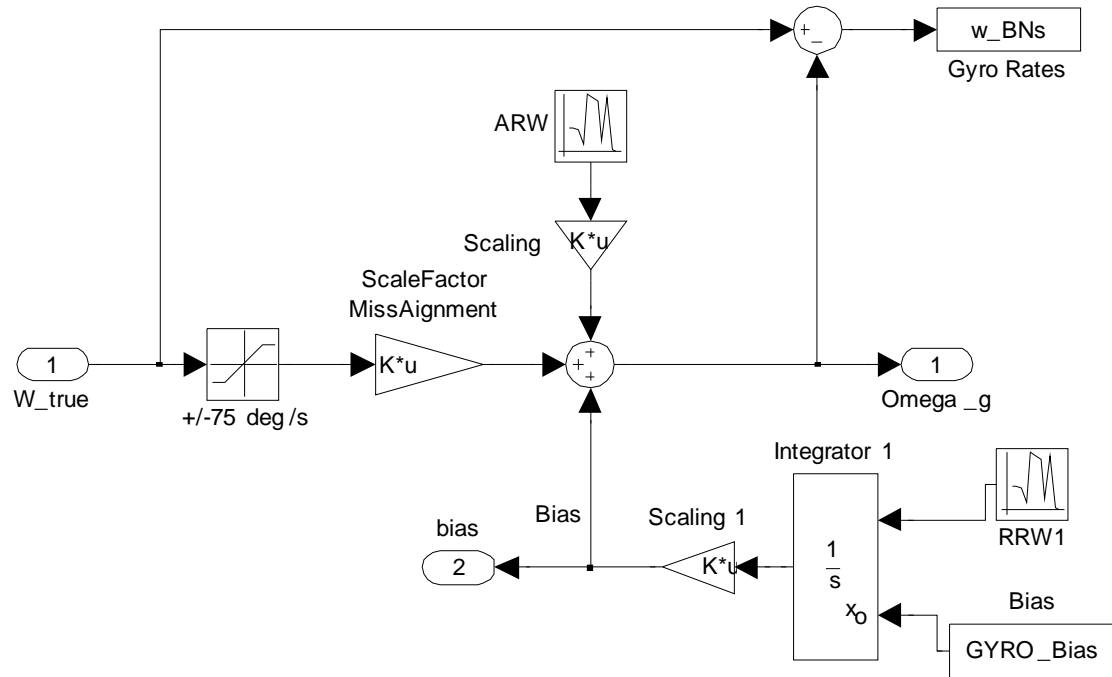 +
_
w_BNs
Gyro Rates
ARW
Scaling
K*u
ScaleFactor
MissAignment
1
W_true
+/-75 deg/s
K*u
+
+
+
1
Omega _g
Integrator 1
Bias
Scaling 1
bias
2
K*u
1
s
xo
RRW1
Bias
GYRO _Bias